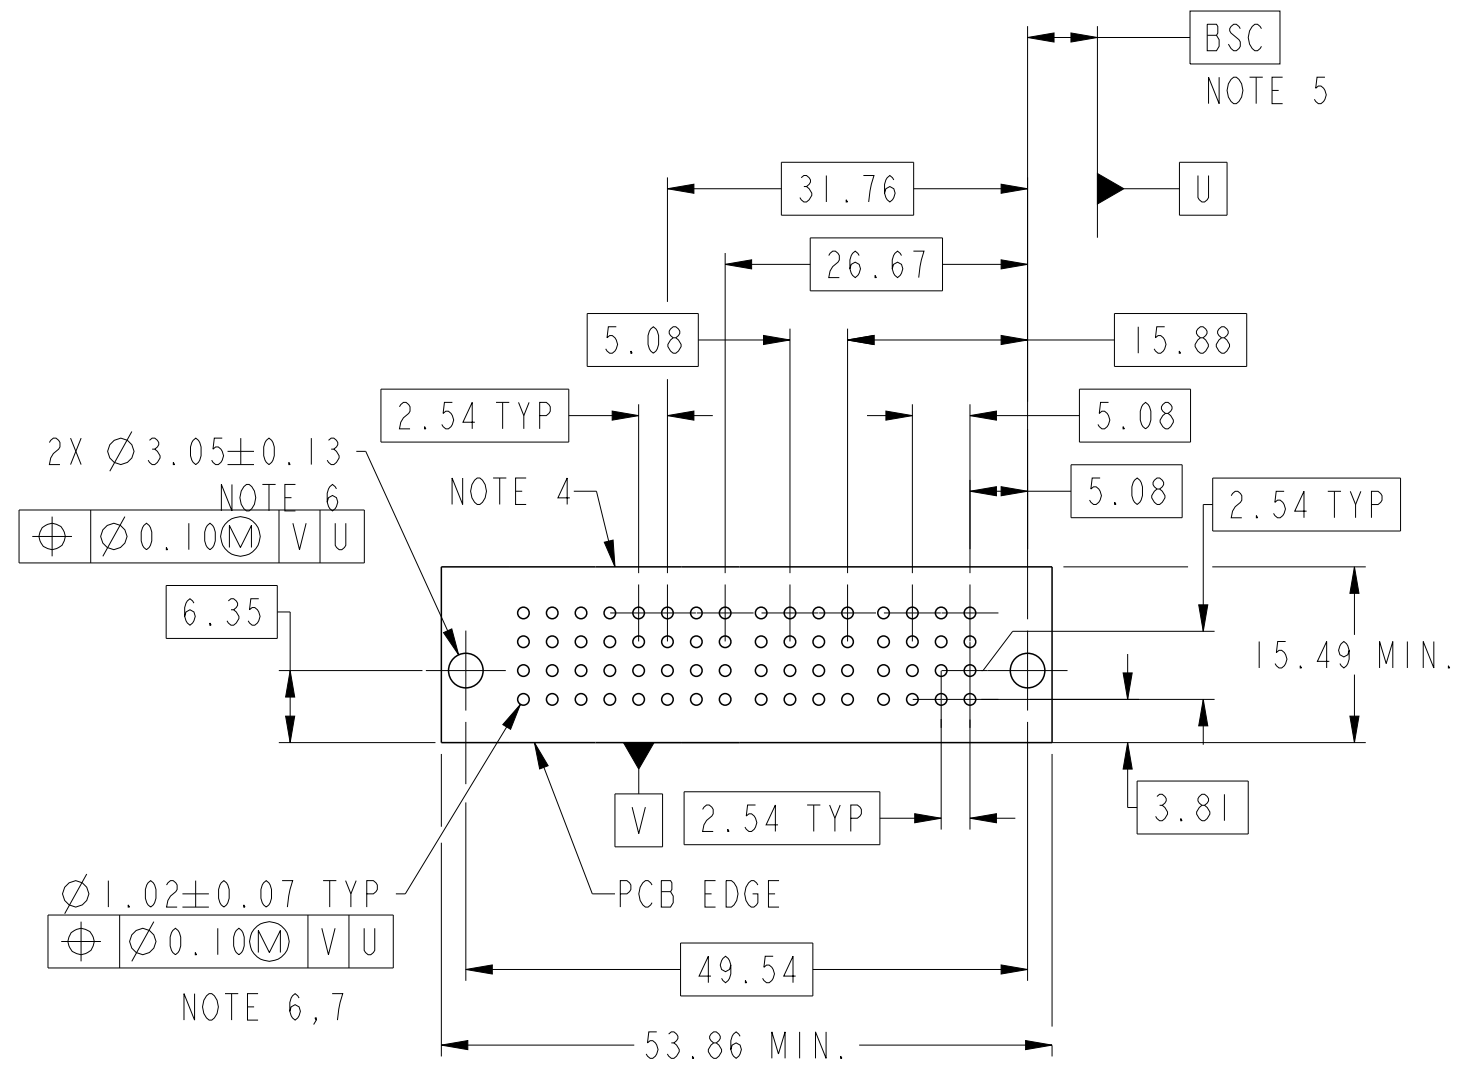 BSC
NOTE 5
31.76
U
26.67
5.08
15.88
2.54 TYP
5.08
2X Ø3.05±0.13
NOTE 6
⌖ Ø0.10Ⓜ V U
NOTE 4
5.08
2.54 TYP
6.35
15.49 MIN.
V
2.54 TYP
3.81
Ø1.02±0.07 TYP
⌖ Ø0.10Ⓜ V U
NOTE 6,7
PCB EDGE
49.54
53.86 MIN.